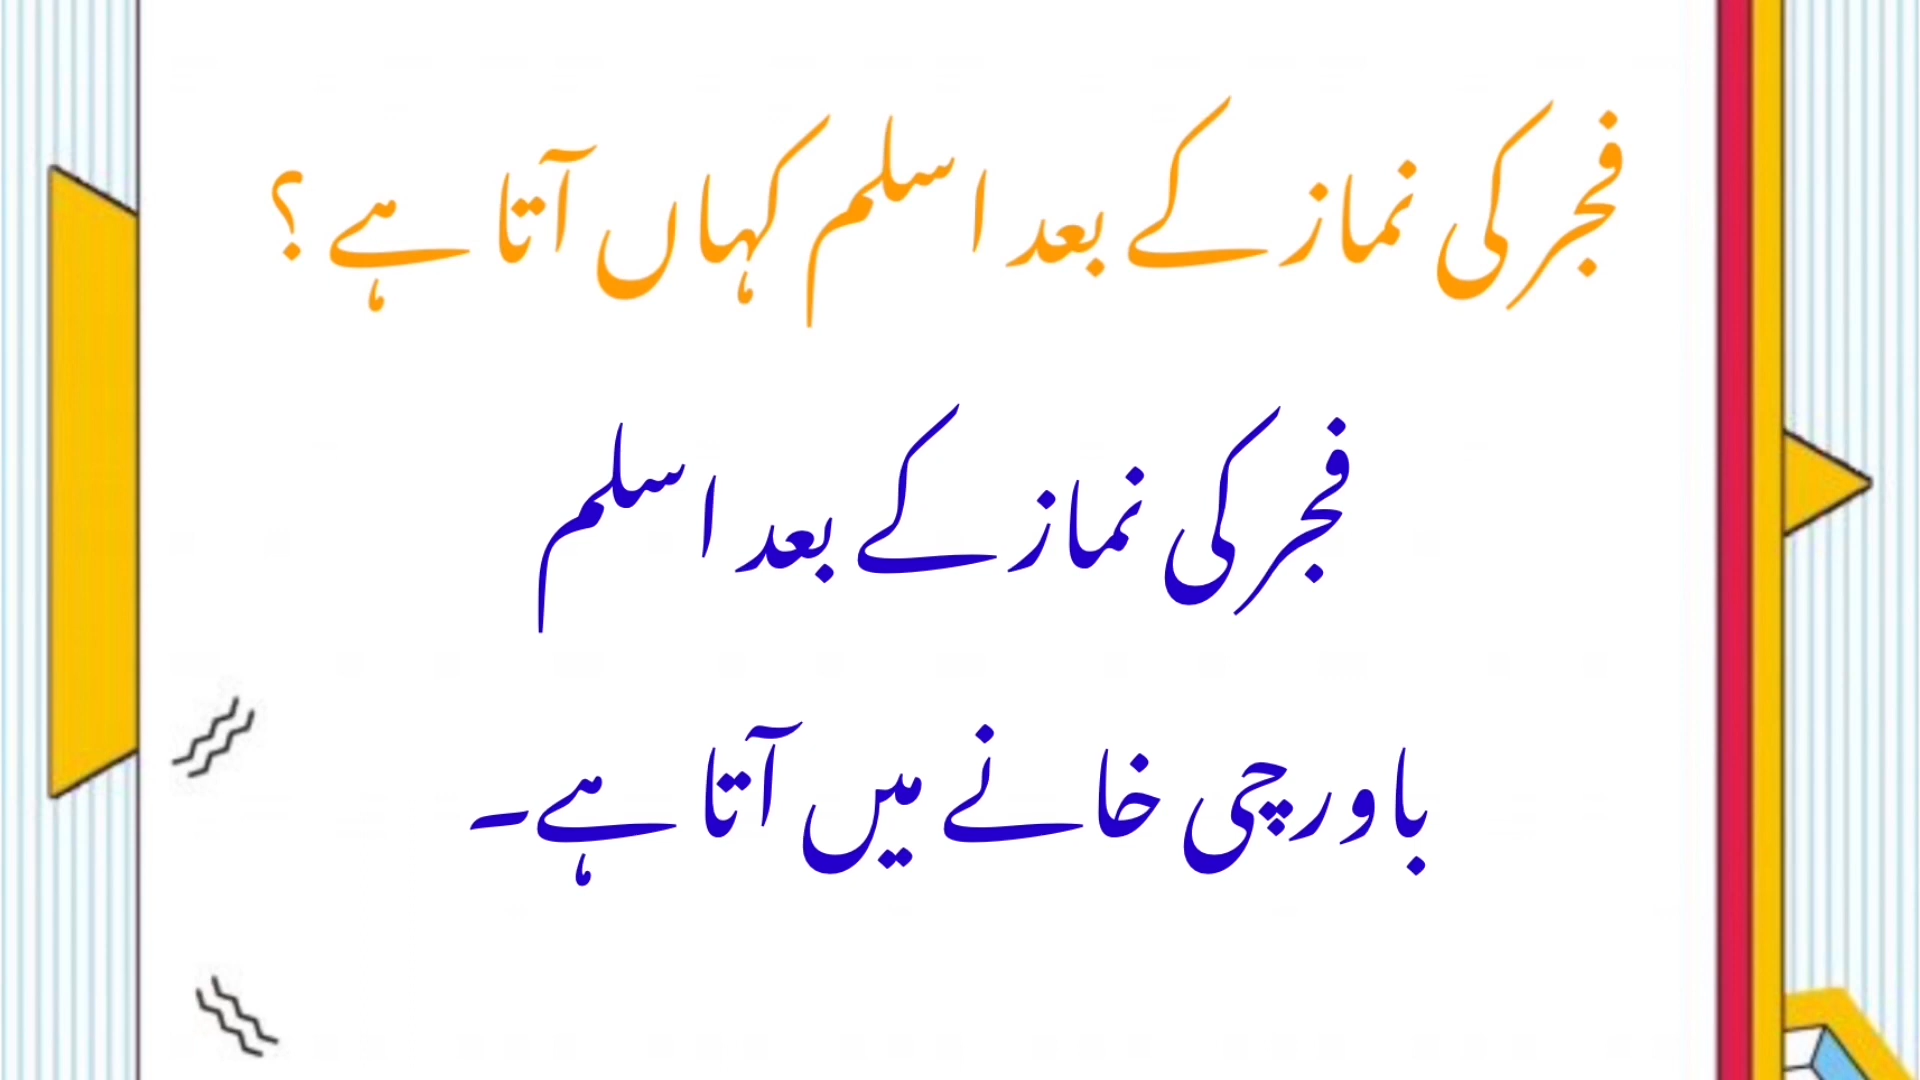 فجر کی نماز کے بعد اسلم کہاں آتا ہے ؟
فجر کی نماز کے بعد اسلم
باورچی خانے میں آتا ہے۔